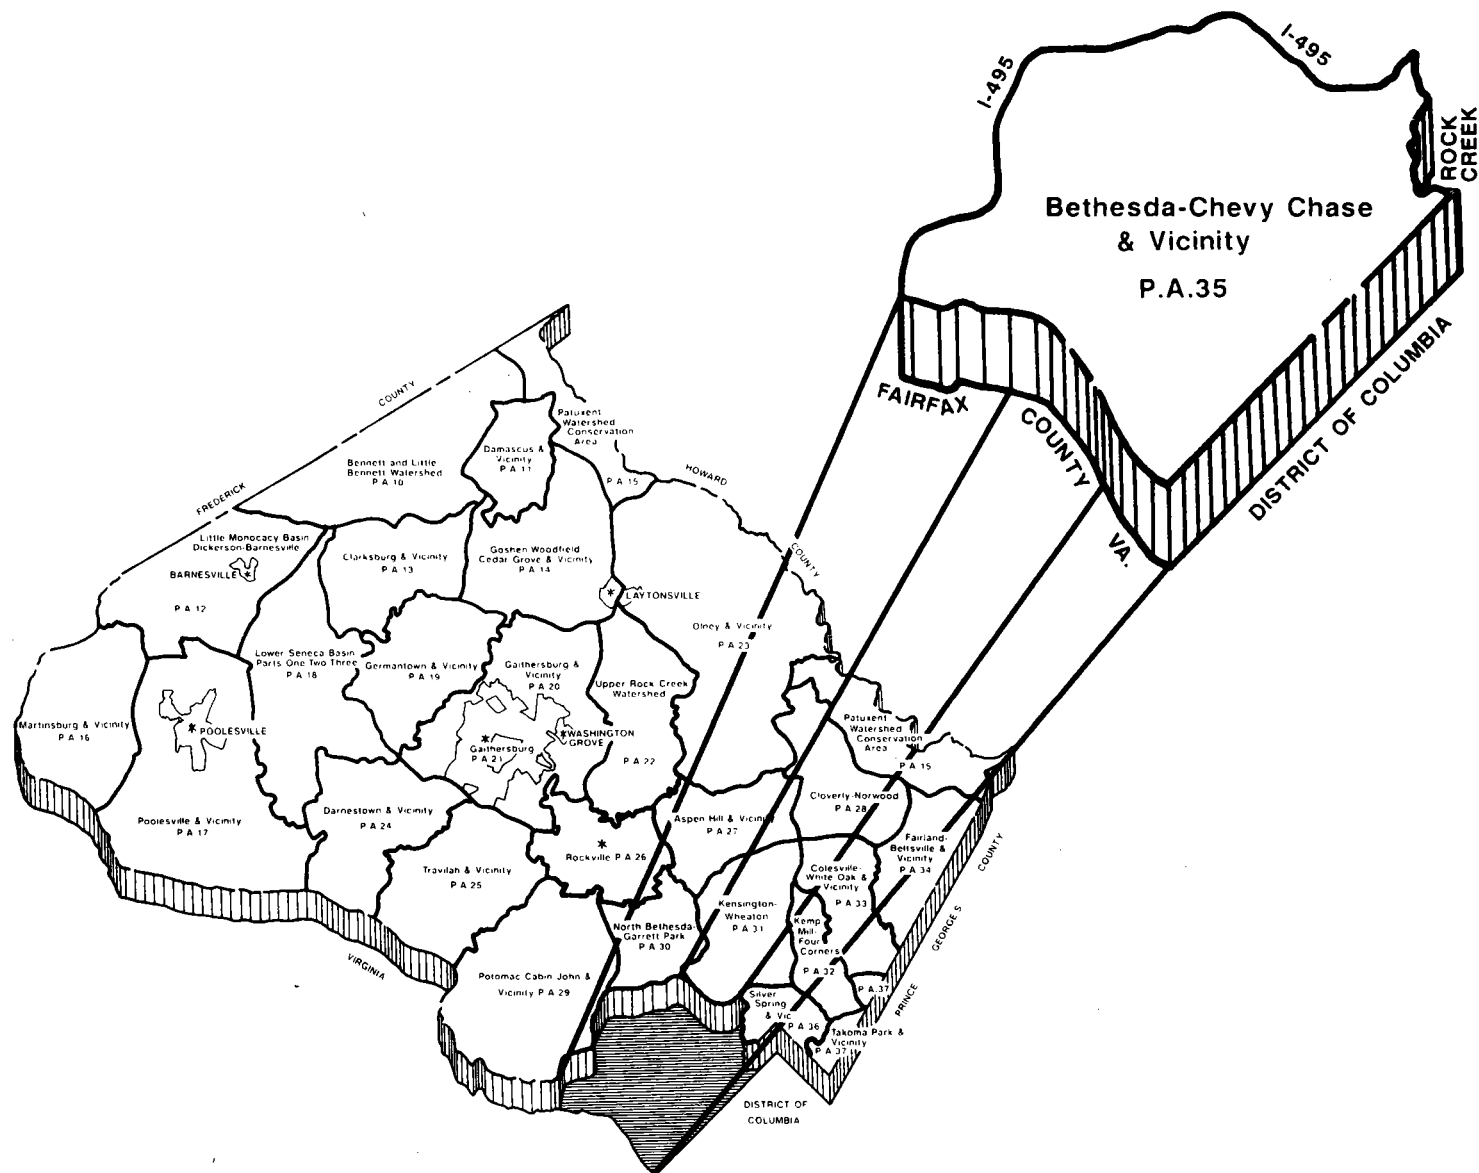 I-495
I-495
ROCK
CREEK
Bethesda-Chevy Chase
& Vicinity
P.A.35
FAIRFAX
COUNTY
VA.
DISTRICT OF COLUMBIA
FREDERICK
COUNTY
Patuxent
Watershed
Conservation
Area
P A 15
HOWARD
COUNTY
Damascus &
Vicinity
P A 11
Bennett and Little
Bennett Watershed
P A 10
Little Monocacy Basin
Dickerson-Barnesville
BARNESVILLE
P A 12
Clarksburg & Vicinity
P A 13
Goshen Woodfield
Cedar Grove & Vicinity
P A 14
LAYTONSVILLE
Olney & Vicinity
P A 23
Lower Seneca Basin
Parts One Two Three
P A 18
Germantown & Vicinity
P A 19
Gaithersburg &
Vicinity
P A 20
Upper Rock Creek
Watershed
P A 22
Martinsburg & Vicinity
P A 16
POOLESVILLE
Gaithersburg
P A 21
WASHINGTON
GROVE
Patuxent
Watershed
Conservation
Area
P A 15
Poolesville & Vicinity
P A 17
Darnestown & Vicinity
P A 24
Travilah & Vicinity
P A 25
Rockville P A 26
Aspen Hill & Vicinity
P A 27
Cloverly-Norwood
P A 28
Fairland-
Beltsville &
Vicinity
P A 34
Colesville-
White Oak &
Vicinity
P A 33
Kensington-
Wheaton
P A 31
Kemp
Mill-
Four
Corners
P A 32
North Bethesda-
Garrett Park
P A 30
Potomac Cabin John &
Vicinity P A 29
VIRGINIA
Silver
Spring
& Vic
P A 36
P A 37
Takoma Park &
Vicinity
P A 37
PRINCE
GEORGE S
COUNTY
DISTRICT OF
COLUMBIA